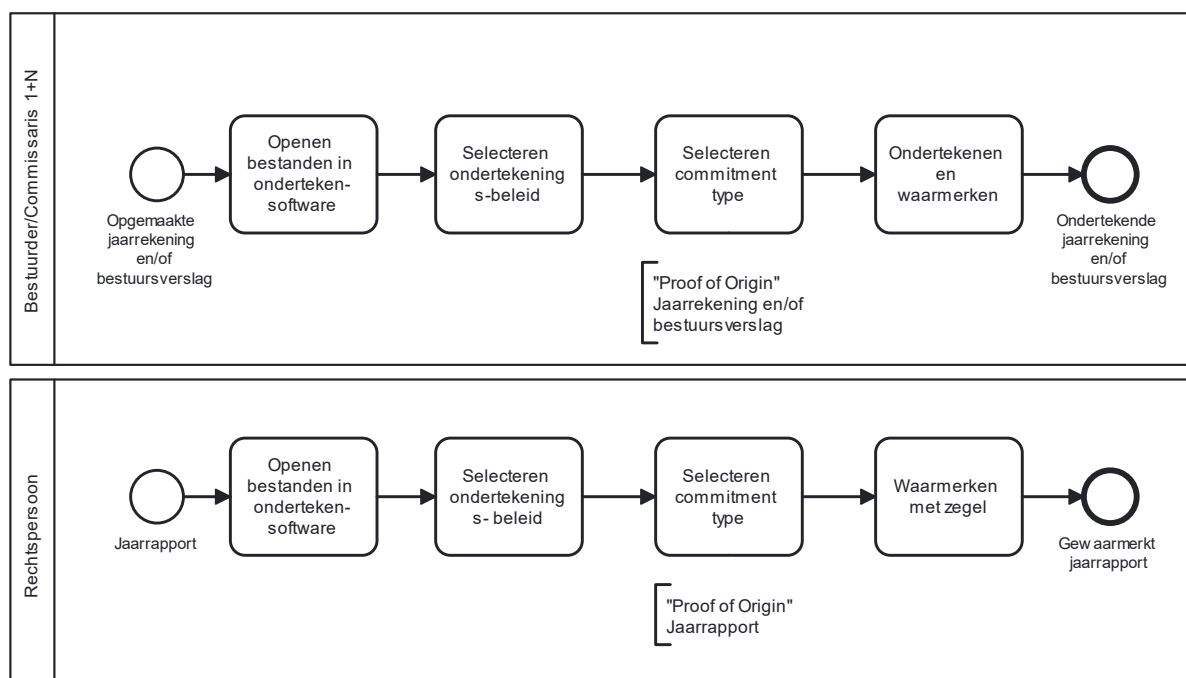 Bestuurder/Commissaris 1+N
Opgemaakte
jaarrekening
en/of
bestuursverslag
Openen
bestanden in
onderteken-
software
Selecteren
ondertekening
s-beleid
Selecteren
commitment
type
"Proof of Origin"
Jaarrekening en/of
bestuursverslag
Ondertekenen
en
waarmerken
Ondertekende
jaarrekening
en/of
bestuursverslag
Rechtspersoon
Jaarrapport
Openen
bestanden in
onderteken-
software
Selecteren
ondertekening
s- beleid
Selecteren
commitment
type
"Proof of Origin"
Jaarrapport
Waarmerken
met zegel
Gewaarmerkt
jaarrapport